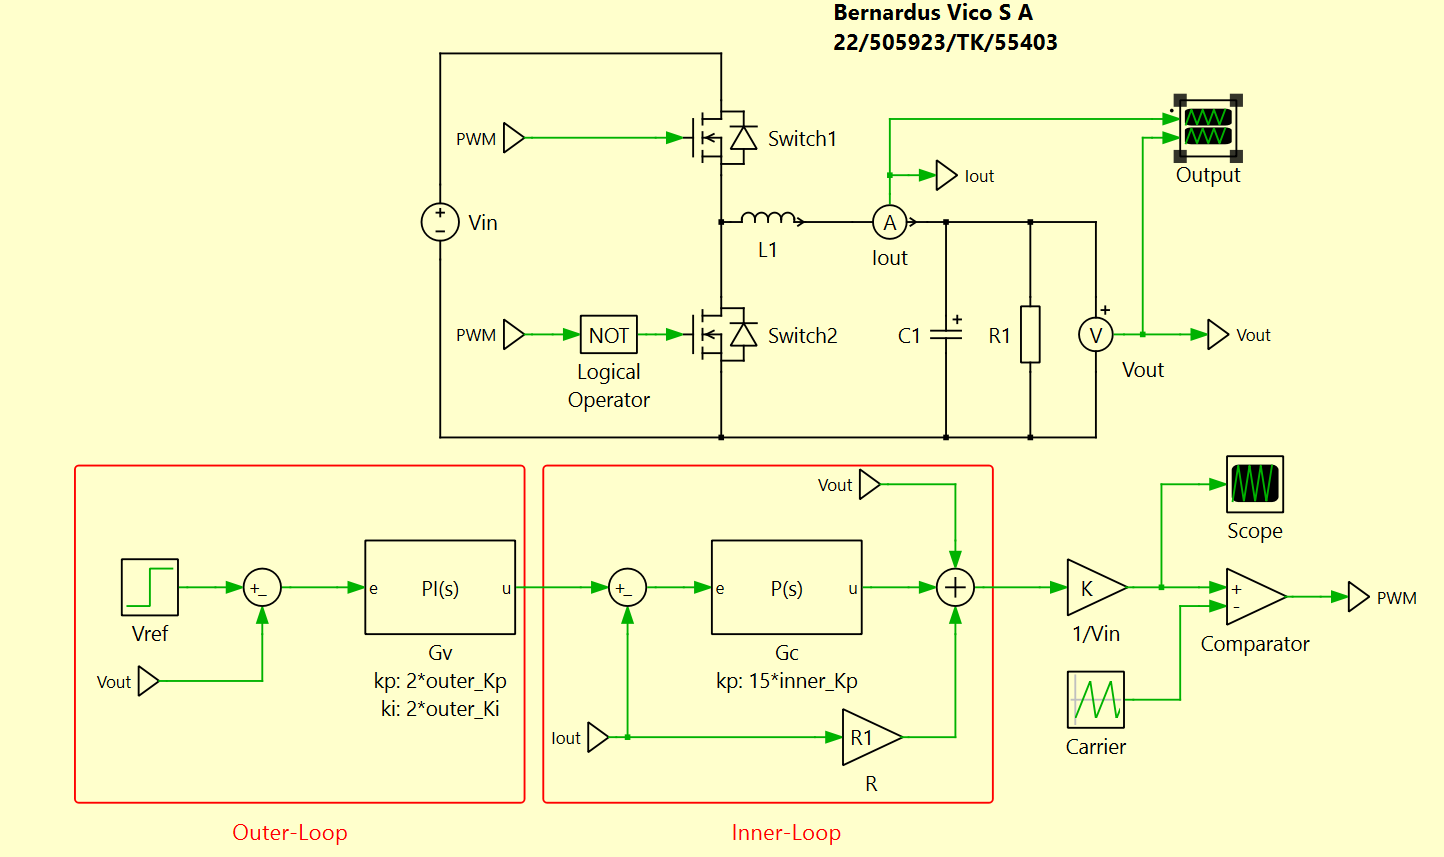 Bernardus Vico S A
22/505923/TK/55403
PWM
Switch1
Iout
Output
Vin
L1
A
Iout
PWM
NOT
Logical
Operator
Switch2
C1
R1
V
Vout
Vout
Vout
Scope
Vref
Vout
e
PI(s)
u
Gv
kp: 2*outer_Kp
ki: 2*outer_Ki
e
P(s)
u
Gc
kp: 15*inner_Kp
Iout
R1
R
K
1/Vin
Comparator
PWM
Carrier
Outer-Loop
Inner-Loop